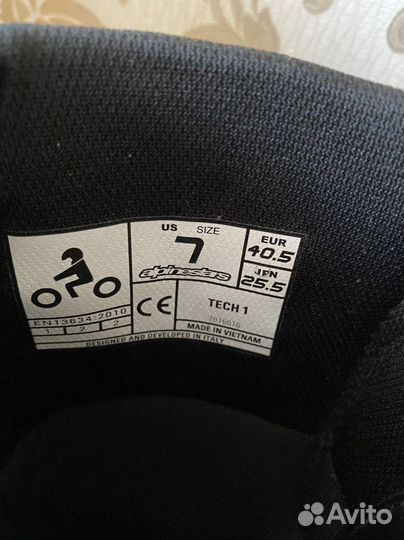 US SIZE
7
alpinestars
EUR
40.5
JPN
25.5
EN13634:2010
1 2 2
CE
TECH 1
2016016
MADE IN VIETNAM
DESIGNED AND DEVELOPED IN ITALY
Avito